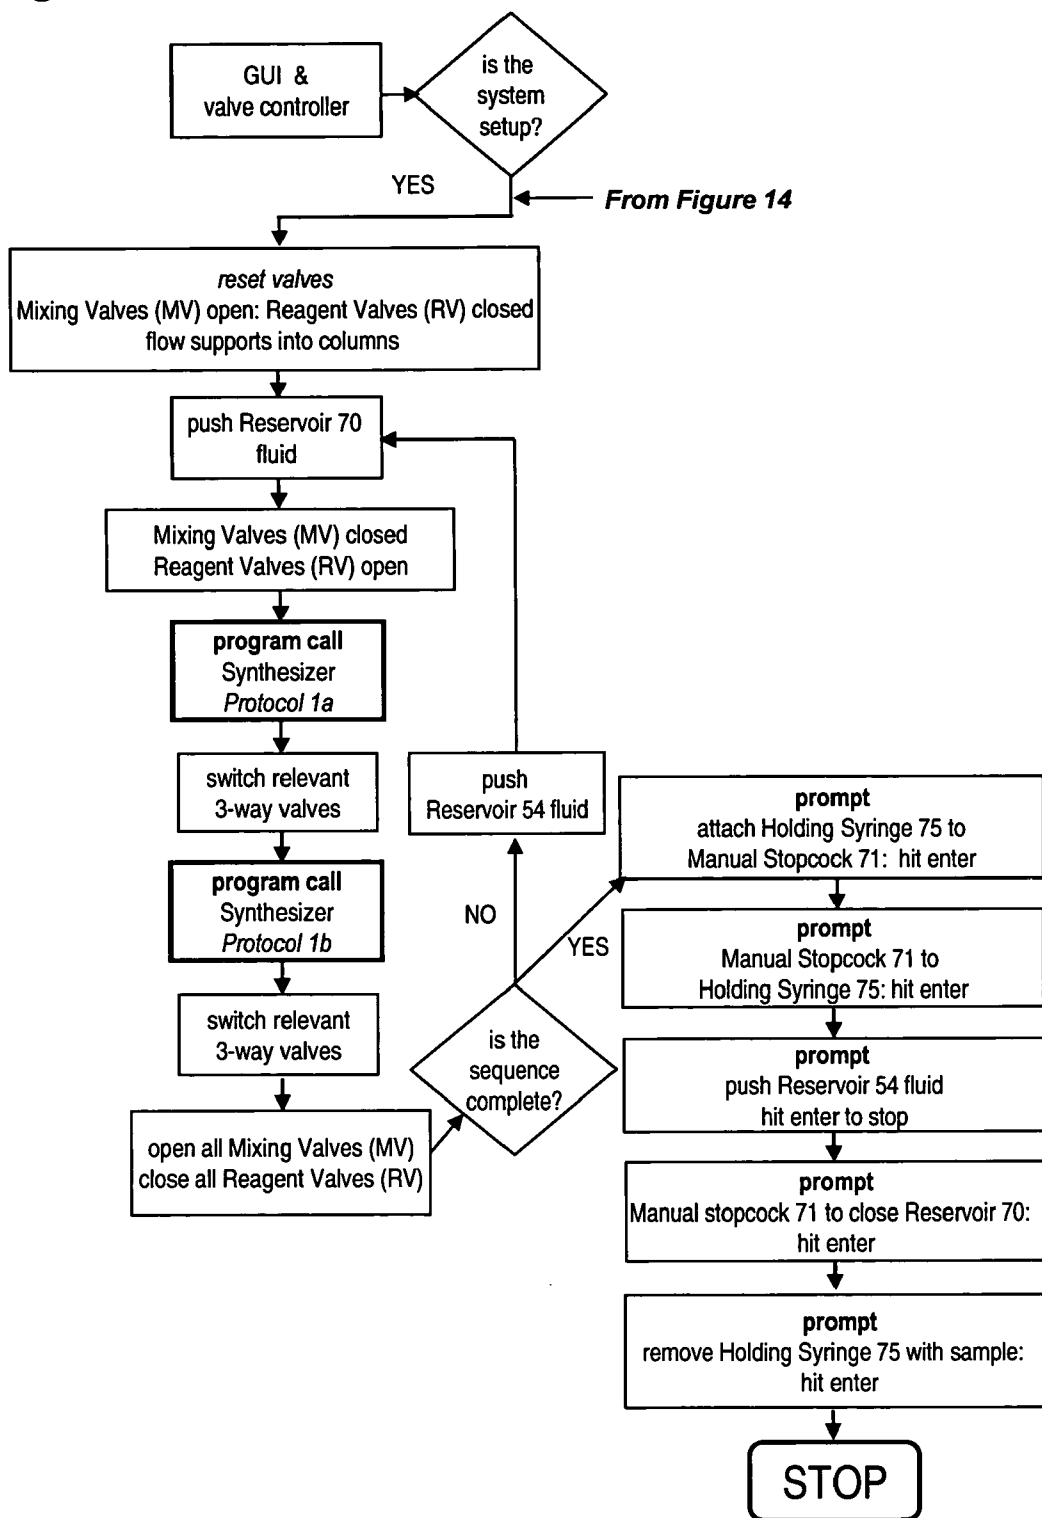 GUI &
valve controller
is the
system
setup?
YES
From Figure 14
reset valves
Mixing Valves (MV) open: Reagent Valves (RV) closed
flow supports into columns
push Reservoir 70
fluid
Mixing Valves (MV) closed
Reagent Valves (RV) open
program call
Synthesizer
Protocol 1a
switch relevant
3-way valves
program call
Synthesizer
Protocol 1b
switch relevant
3-way valves
open all Mixing Valves (MV)
close all Reagent Valves (RV)
is the
sequence
complete?
NO
push
Reservoir 54 fluid
YES
prompt
attach Holding Syringe 75 to
Manual Stopcock 71: hit enter
prompt
Manual Stopcock 71 to
Holding Syringe 75: hit enter
prompt
push Reservoir 54 fluid
hit enter to stop
prompt
Manual stopcock 71 to close Reservoir 70:
hit enter
prompt
remove Holding Syringe 75 with sample:
hit enter
STOP